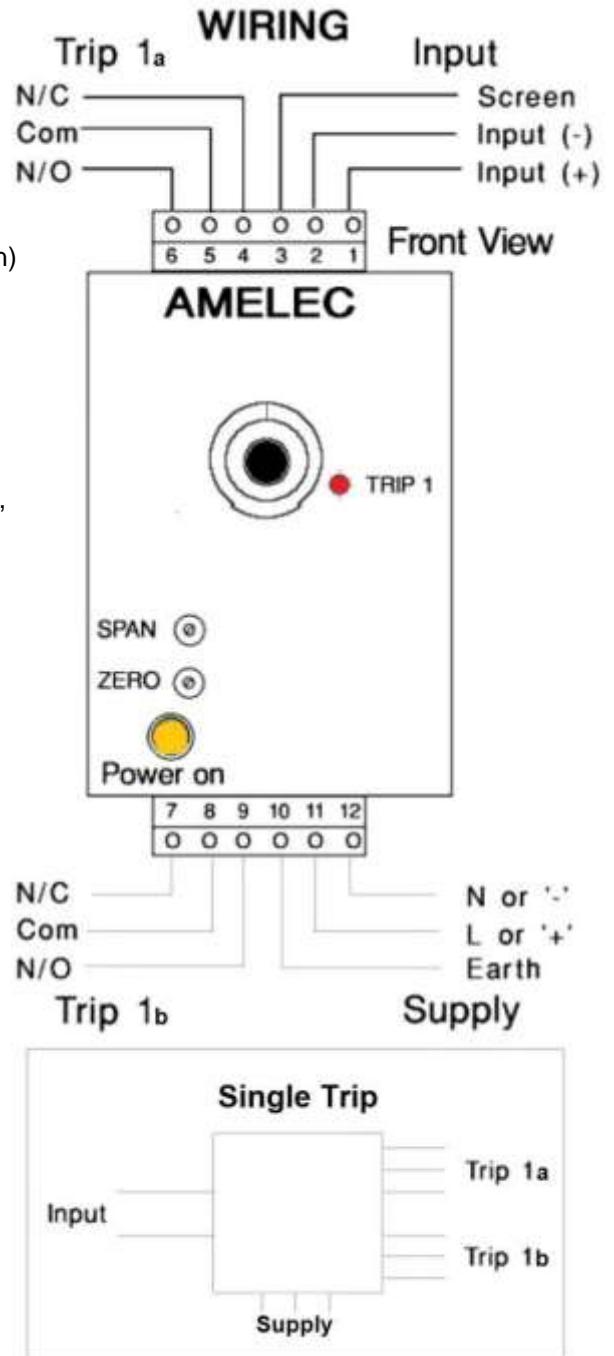 WIRING
Trip 1a Input
N/C Screen
Com Input (-)
N/O Input (+)
6 5 4 3 2 1 Front View
n)
AMELEC
TRIP 1
,
SPAN
ZERO
Power on
7 8 9 10 11 12
N/C N or '-'
Com L or '+'
N/O Earth
Trip 1b Supply
Single Trip
Trip 1a
Input
Trip 1b
Supply